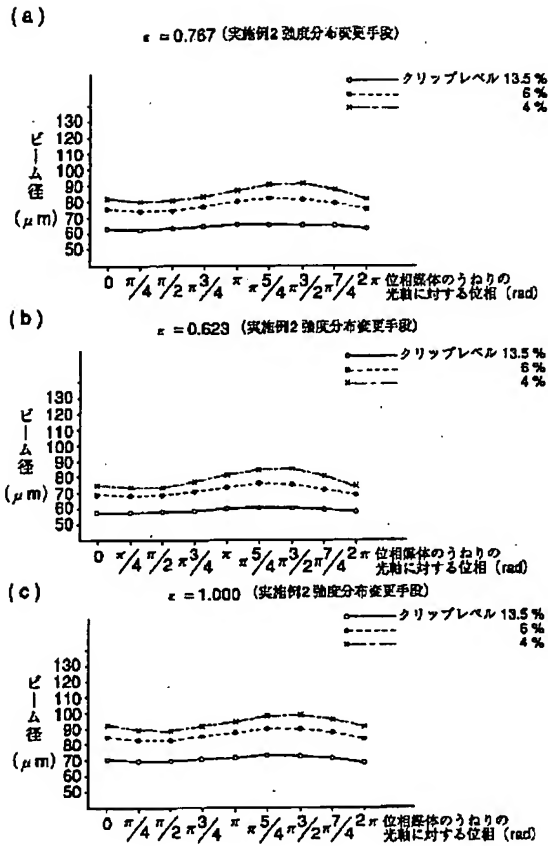 (a)
ε = 0.767 (実施例2 強度分布変更手段)
クリップレベル 13.5 %
6 %
4 %
ビーム径
(μm)
130
120
110
100
90
80
70
60
50
0 π/4 π/2 π3/4 π π5/4 π3/2 π7/4 2π
位相媒体のうねりの
光軸に対する位相 (rad)
(b)
ε = 0.623 (実施例2 強度分布変更手段)
クリップレベル 13.5 %
6 %
4 %
ビーム径
(μm)
130
120
110
100
90
80
70
60
50
0 π/4 π/2 π3/4 π π5/4 π3/2 π7/4 2π
位相媒体のうねりの
光軸に対する位相 (rad)
(c)
ε = 1.000 (実施例2 強度分布変更手段)
クリップレベル 13.5 %
6 %
4 %
ビーム径
(μm)
130
120
110
100
90
80
70
60
50
0 π/4 π/2 π3/4 π π5/4 π3/2 π7/4 2π
位相媒体のうねりの
光軸に対する位相 (rad)